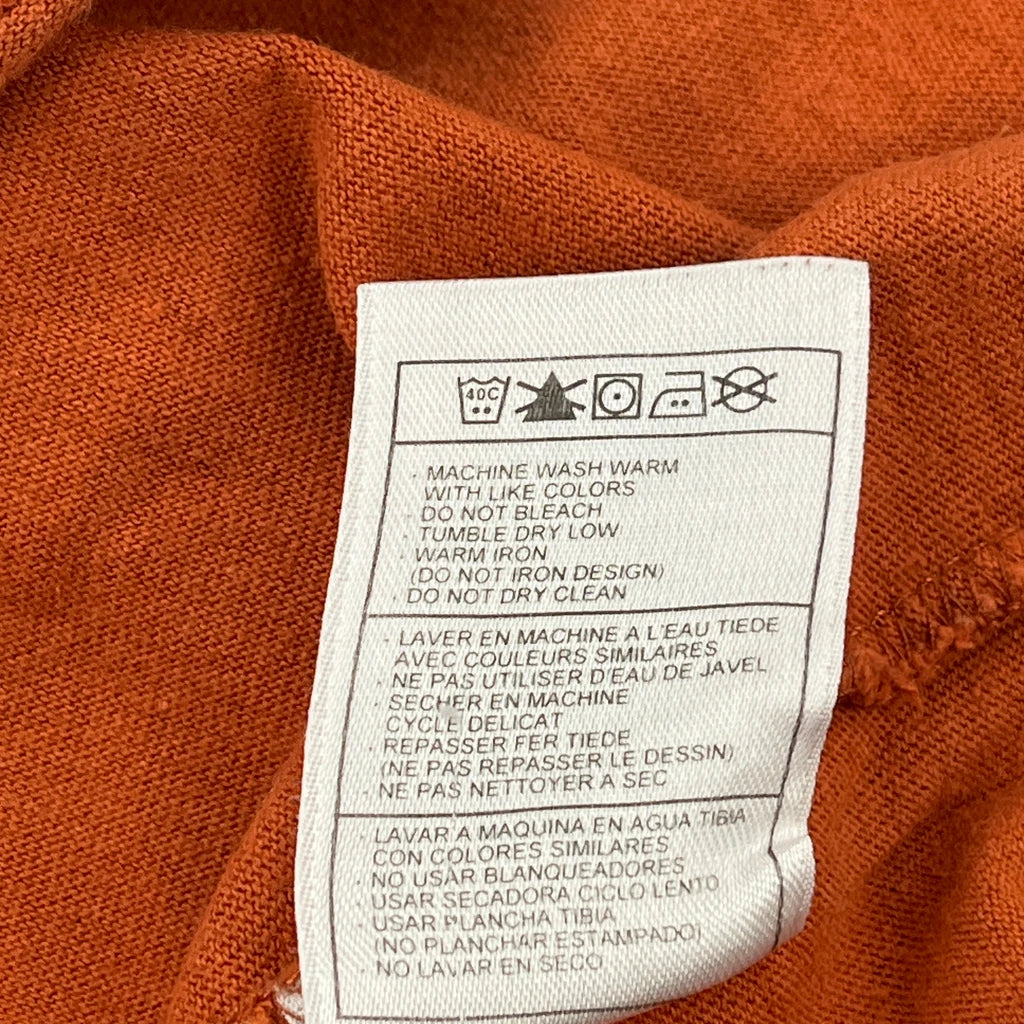 40C
· MACHINE WASH WARM
WITH LIKE COLORS
· DO NOT BLEACH
· TUMBLE DRY LOW
· WARM IRON
(DO NOT IRON DESIGN)
· DO NOT DRY CLEAN
· LAVER EN MACHINE A L'EAU TIEDE
AVEC COULEURS SIMILAIRES
· NE PAS UTILISER D'EAU DE JAVEL
· SECHER EN MACHINE
CYCLE DELICAT
· REPASSER FER TIEDE
(NE PAS REPASSER LE DESSIN)
· NE PAS NETTOYER A SEC
· LAVAR A MAQUINA EN AGUA TIBIA
CON COLORES SIMILARES
· NO USAR BLANQUEADORES
· USAR SECADORA CICLO LENTO
· USAR PLANCHA TIBIA
(NO PLANCHAR ESTAMPADO)
· NO LAVAR EN SECO